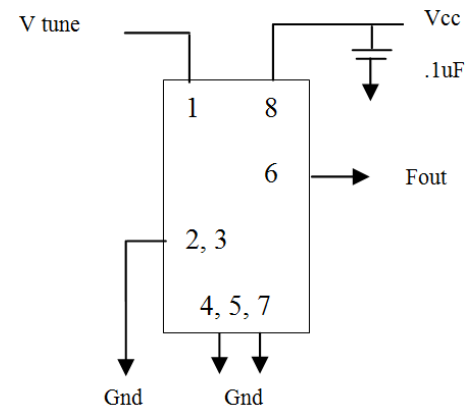 V tune
Vcc
.1uF
1
8
6
Fout
2, 3
4, 5, 7
Gnd
Gnd